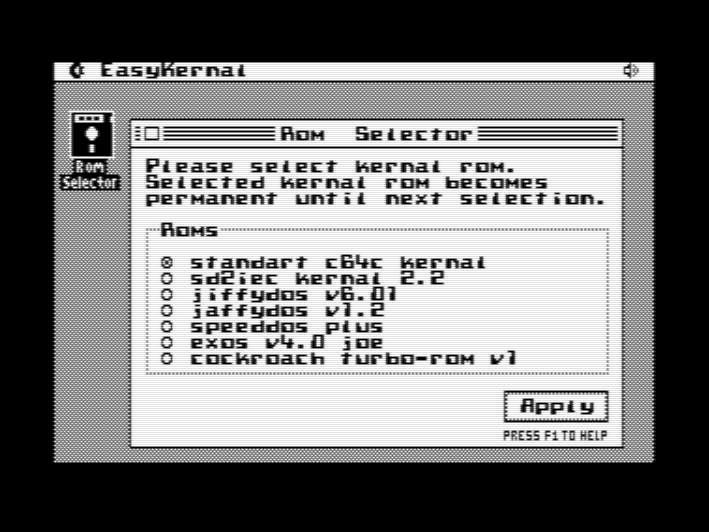 EasyKernal
Rom Selector
Rom
Selector
Please select kernal rom.
Selected kernal rom becomes
permanent until next selection.
Roms
standart c64c kernal
sd2iec kernal 2.2
jiffydos v6.01
jaffydos v1.2
speeddos plus
exos v4.0 joe
cockroach turbo-rom v1
Apply
PRESS F1 TO HELP